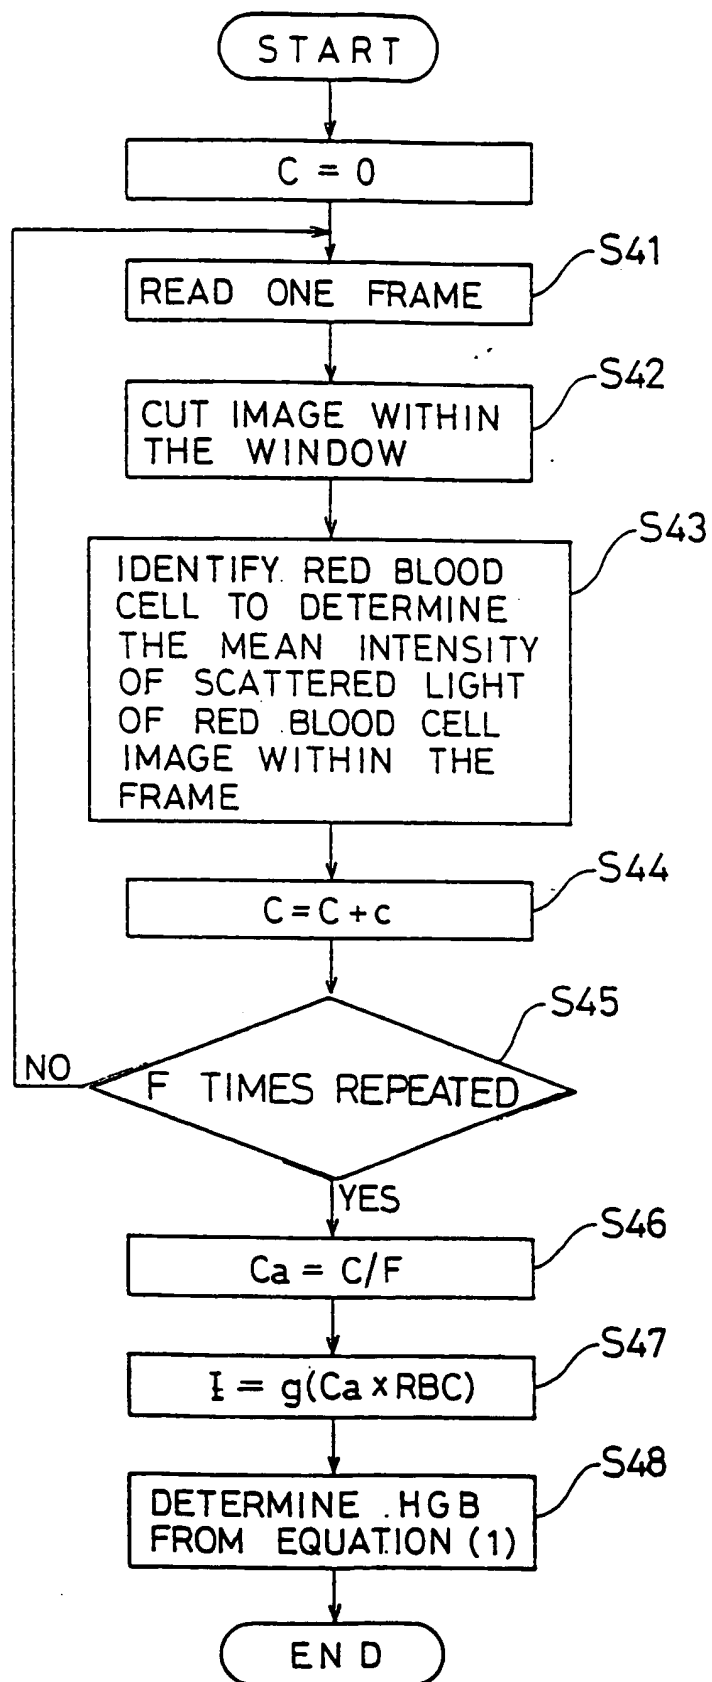 START
C = 0
S41
READ ONE FRAME
S42
CUT IMAGE WITHIN
THE WINDOW
S43
IDENTIFY RED BLOOD
CELL TO DETERMINE
THE MEAN INTENSITY
OF SCATTERED LIGHT
OF RED BLOOD CELL
IMAGE WITHIN THE
FRAME
S44
C = C + c
S45
NO
F TIMES REPEATED
YES
S46
Ca = C/F
S47
I = g(Ca × RBC)
S48
DETERMINE HGB
FROM EQUATION (1)
END